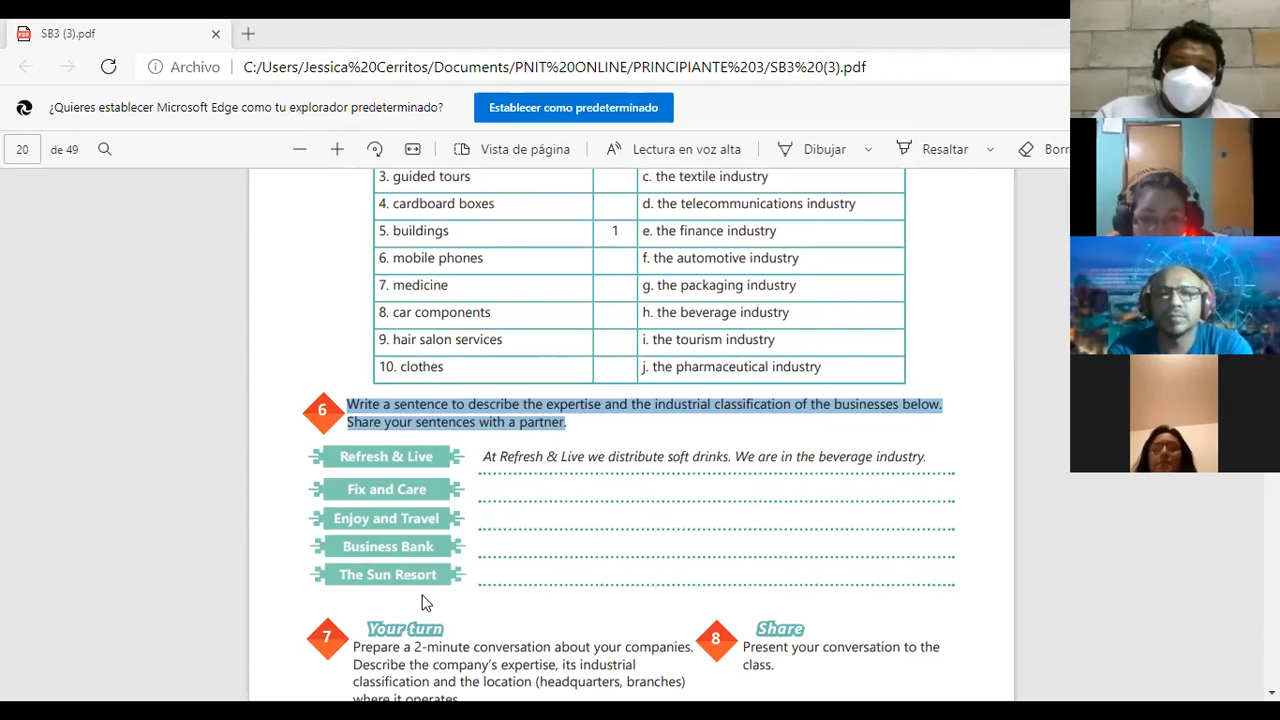 SB3 (3).pdf
Archivo C:/Users/Jessica%20Cerritos/Documents/PNIT%20ONLINE/PRINCIPIANTE%203/SB3%20(3).pdf
¿Quieres establecer Microsoft Edge como tu explorador predeterminado? Establecer como predeterminado
20 de 49 Vista de página Lectura en voz alta Dibujar Resaltar Borr
3. guided tours c. the textile industry
4. cardboard boxes d. the telecommunications industry
5. buildings 1 e. the finance industry
6. mobile phones f. the automotive industry
7. medicine g. the packaging industry
8. car components h. the beverage industry
9. hair salon services i. the tourism industry
10. clothes j. the pharmaceutical industry
6 Write a sentence to describe the expertise and the industrial classification of the businesses below.
Share your sentences with a partner.
Refresh & Live At Refresh & Live we distribute soft drinks. We are in the beverage industry.
Fix and Care
Enjoy and Travel
Business Bank
The Sun Resort
7 Your turn
Prepare a 2-minute conversation about your companies.
Describe the company's expertise, its industrial
classification and the location (headquarters, branches)
where it operates
8 Share
Present your conversation to the
class.